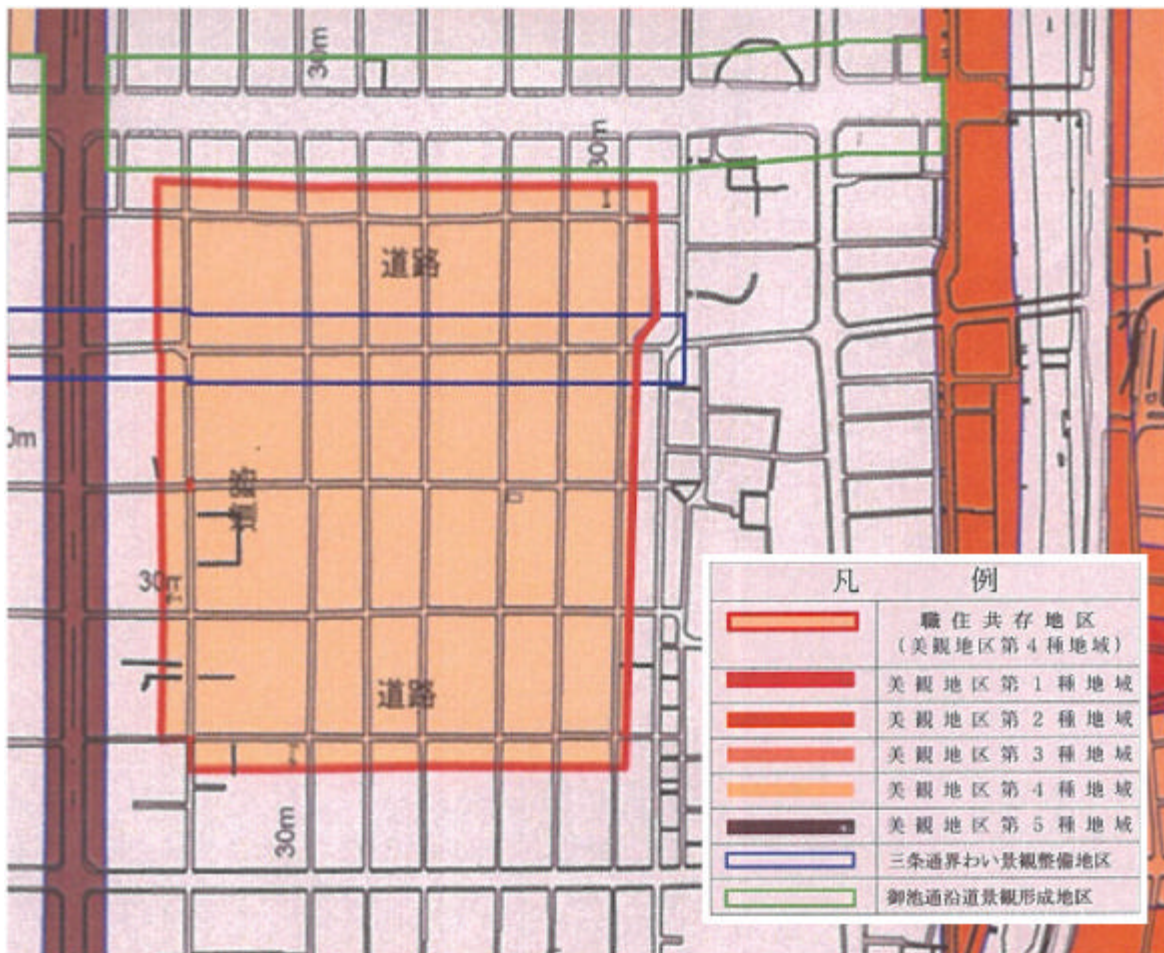 30m
30m
道路
0m
道路
30m
道路
30m
凡 例
職住共存地区
(美観地区第4種地域)
美観地区第1種地域
美観地区第2種地域
美観地区第3種地域
美観地区第4種地域
美観地区第5種地域
三条通界わい景観整備地区
御池通沿道景観形成地区